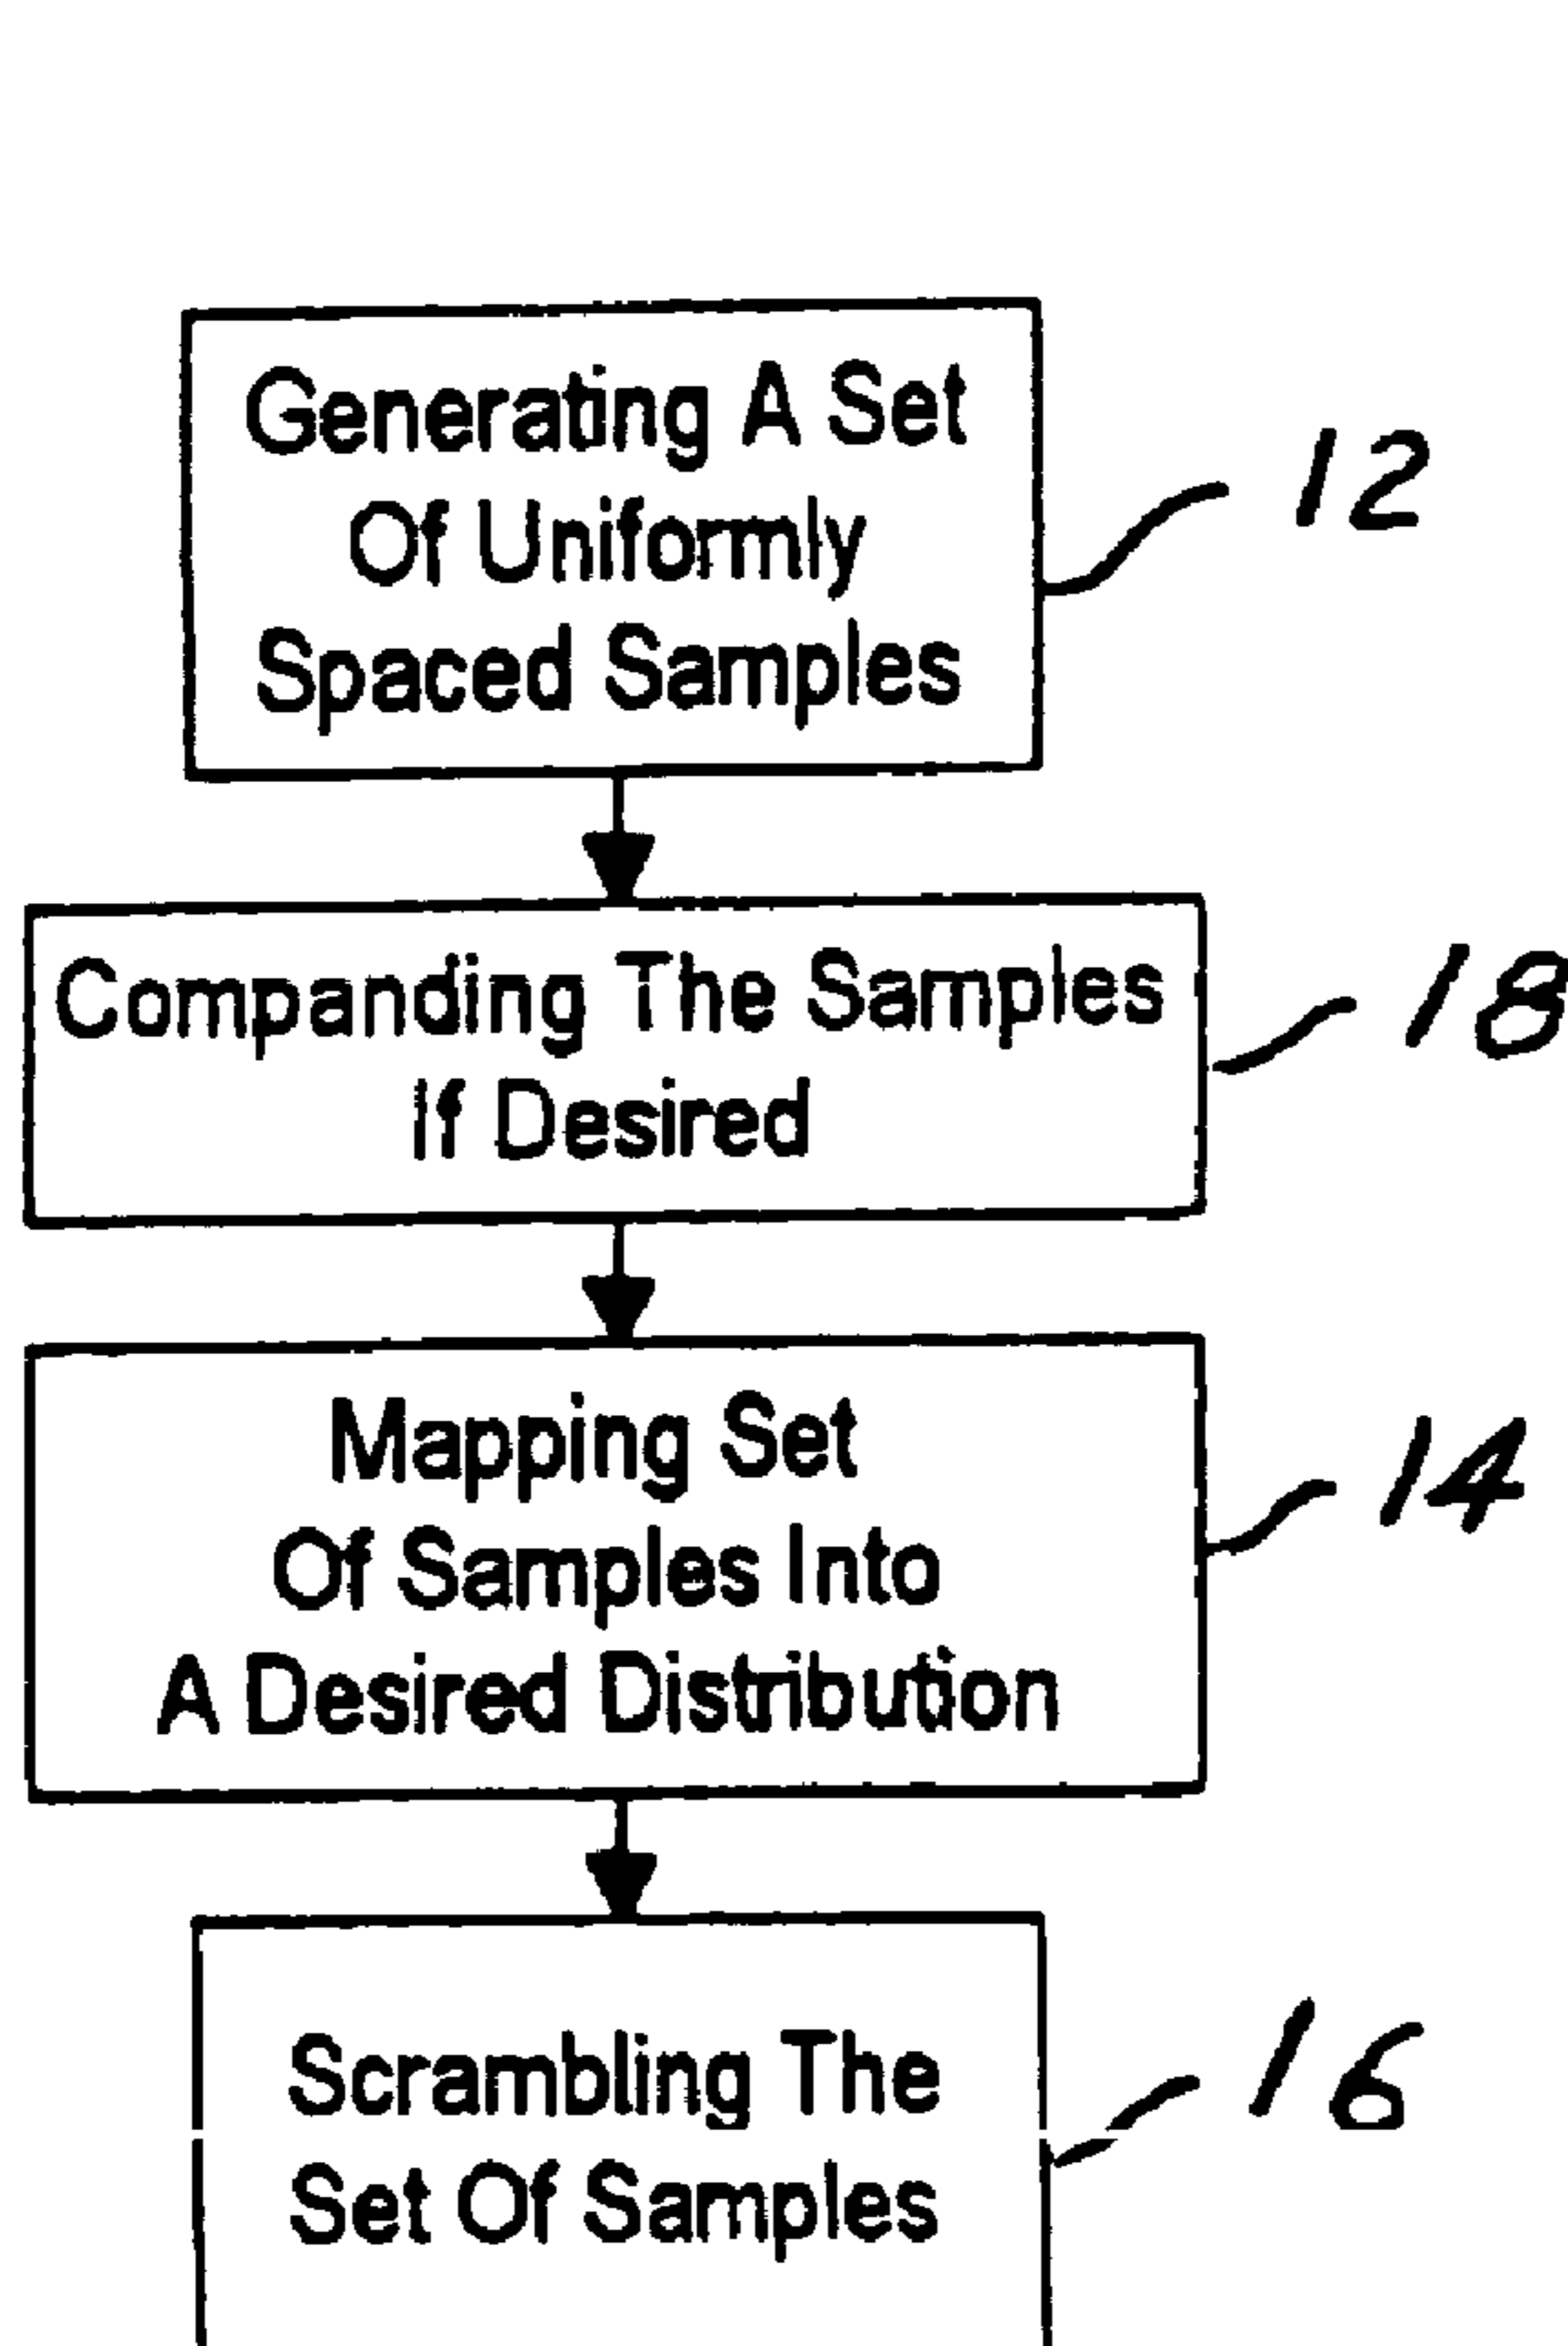 Generating A Set
Of Uniformly
Spaced Samples
12
Companding The Samples
If Desired
18
Mapping Set
Of Samples Into
A Desired Distribution
14
Scrambling The
Set Of Samples
16